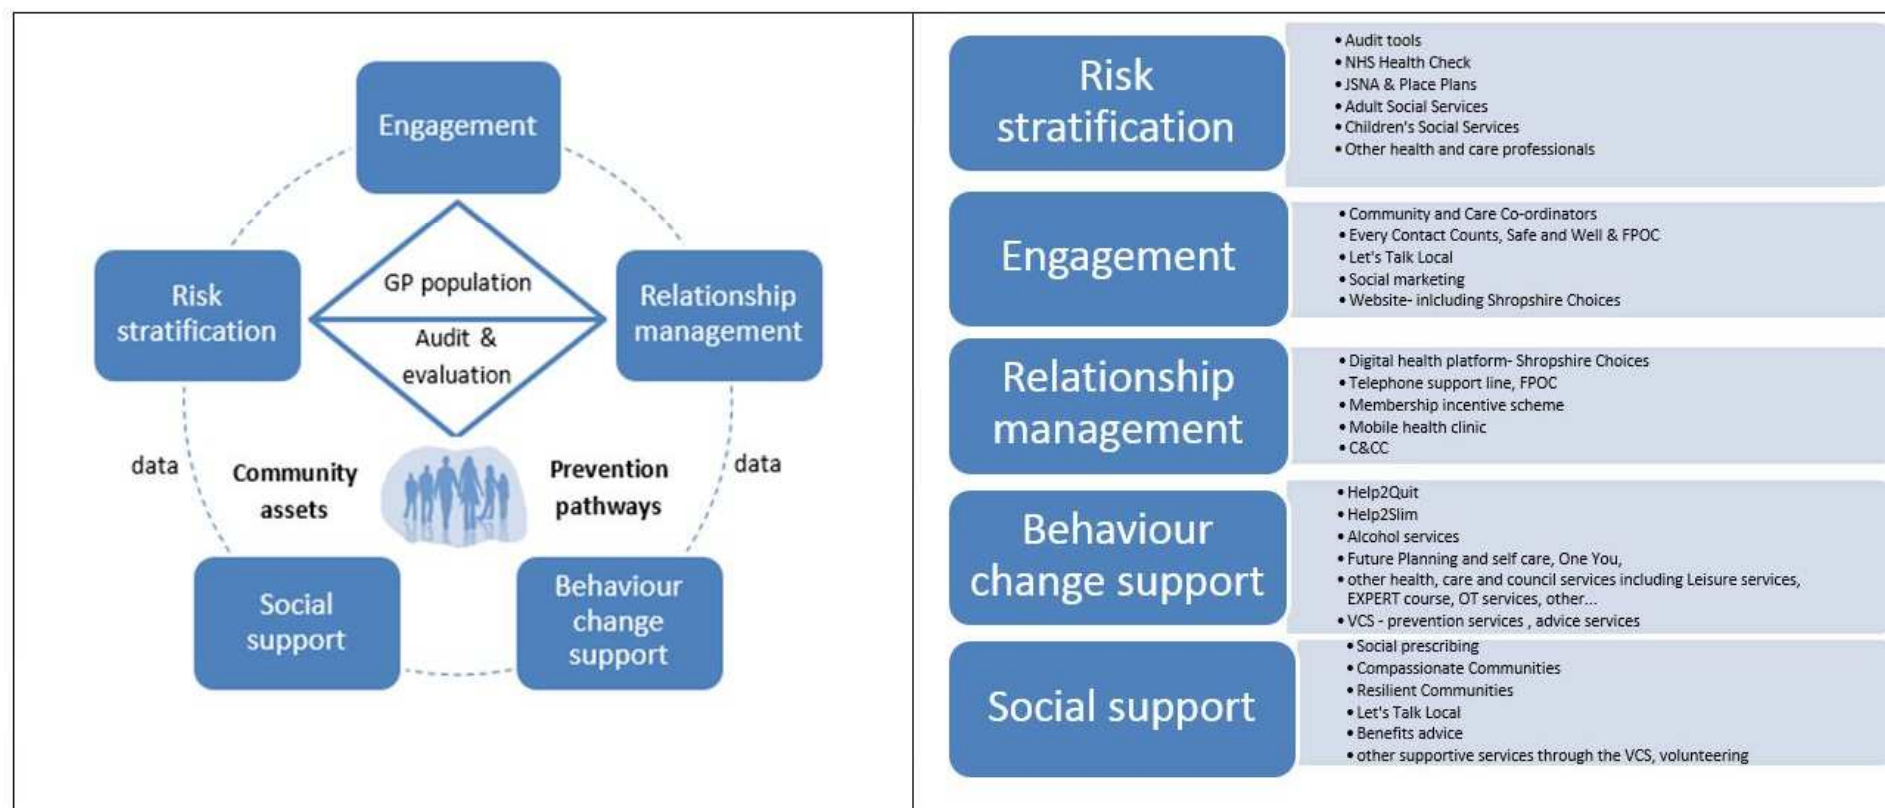 Engagement
Risk
stratification
GP population
Relationship
management
Audit &
evaluation
data
Community
assets
Prevention
pathways
data
Social
support
Behaviour
change
support
Risk
stratification
• Audit tools
• NHS Health Check
• JSNA & Place Plans
• Adult Social Services
• Children's Social Services
• Other health and care professionals
Engagement
• Community and Care Co-ordinators
• Every Contact Counts, Safe and Well & FPOC
• Let's Talk Local
• Social marketing
• Website- inlcluding Shropshire Choices
Relationship
management
• Digital health platform- Shropshire Choices
• Telephone support line, FPOC
• Membership incentive scheme
• Mobile health clinic
• C&CC
Behaviour
change support
• Help2Quit
• Help2Slim
• Alcohol services
• Future Planning and self care, One You,
• other health, care and council services including Leisure services,
EXPERT course, OT services, other...
• VCS - prevention services , advice services
Social support
• Social prescribing
• Compassionate Communities
• Resilient Communities
• Let's Talk Local
• Benefits advice
• other supportive services through the VCS, volunteering